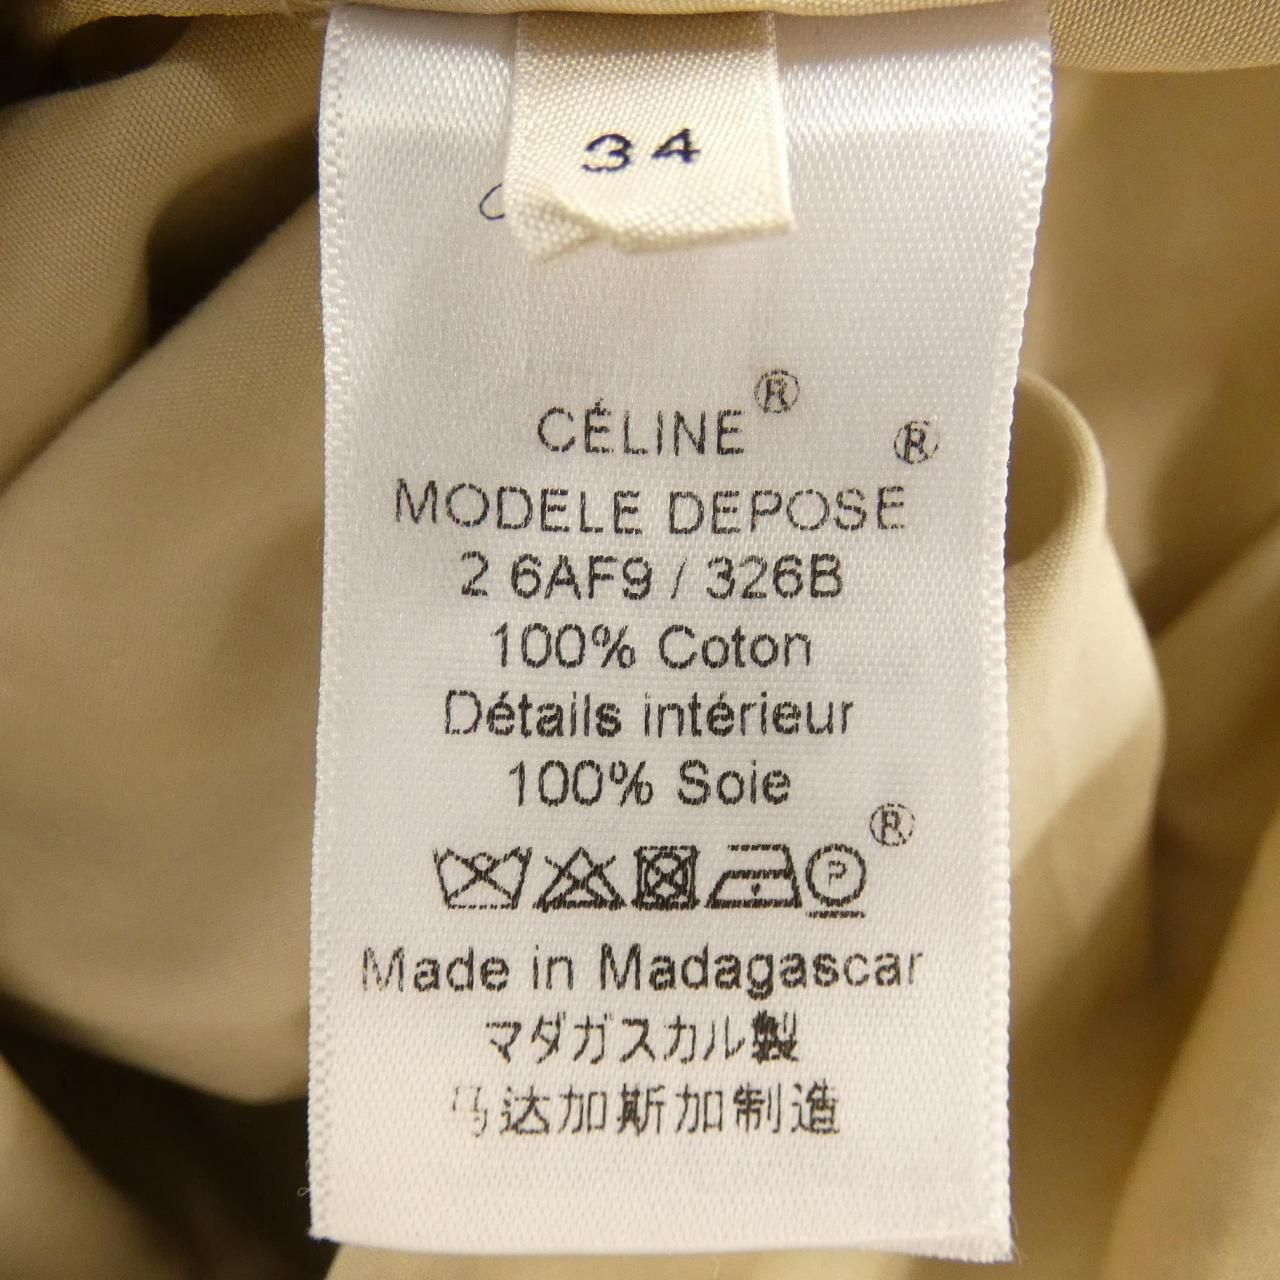 34
CÉLINE®
®
MODELE DEPOSE
2 6AF9 / 326B
100% Coton
Détails intérieur
100% Soie
®
P
Made in Madagascar
マダガスカル製
马达加斯加制造